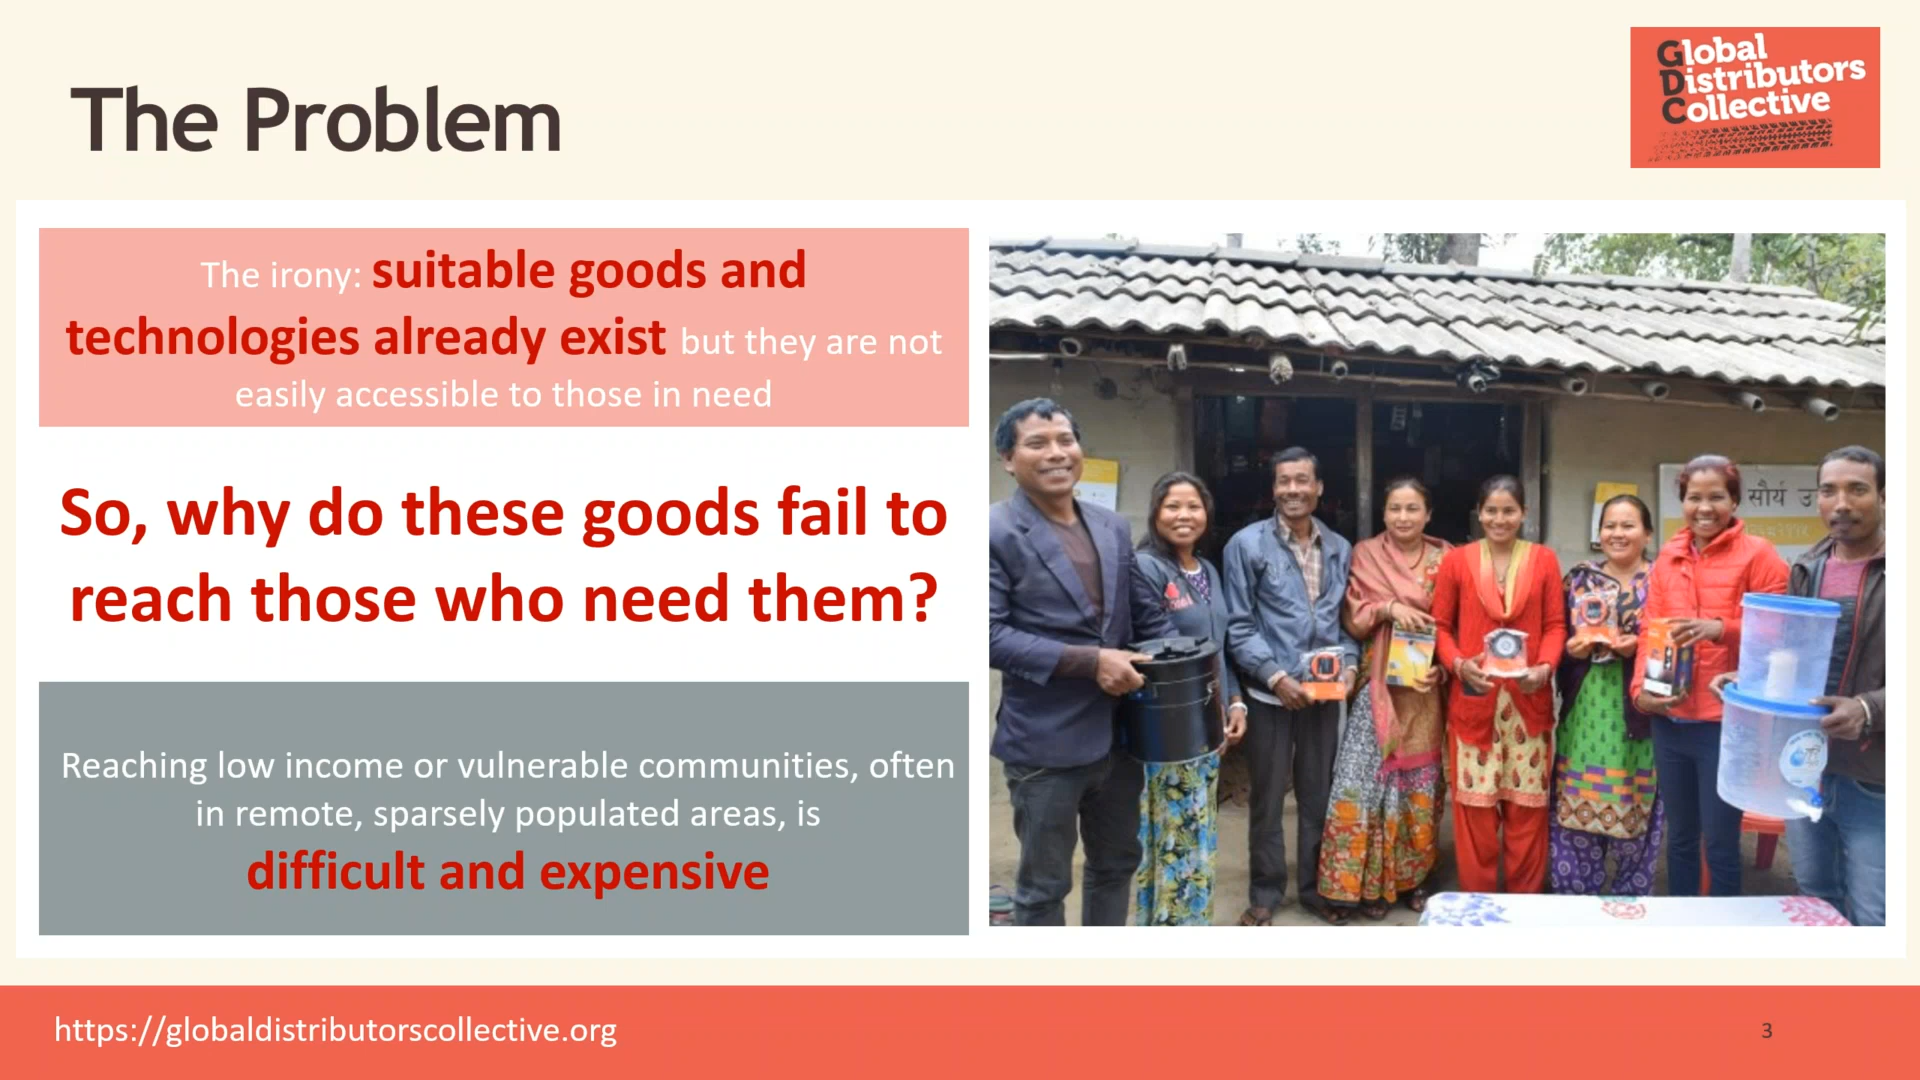 The Problem
Global
Distributors
Collective
The irony: suitable goods and
technologies already exist but they are not
easily accessible to those in need
So, why do these goods fail to
reach those who need them?
Reaching low income or vulnerable communities, often
in remote, sparsely populated areas, is
difficult and expensive
सौर्य
https://globaldistributorscollective.org
3